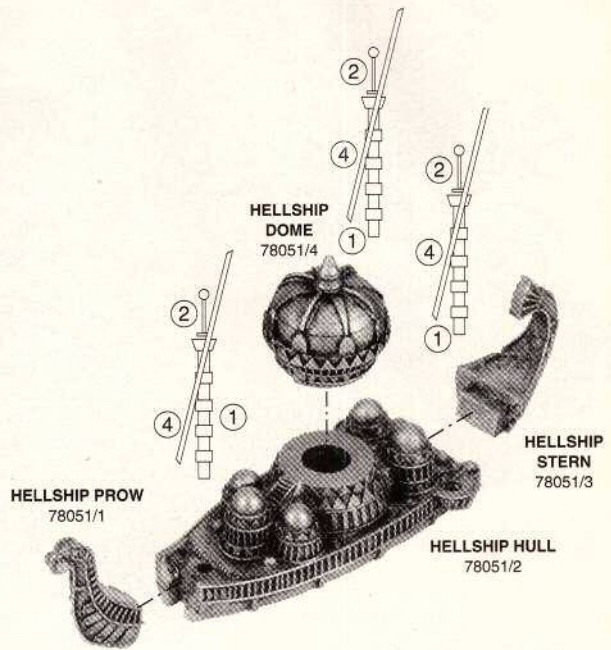 ②
④
HELLSHIP
DOME
78051/4
①
②
④
①
②
④
①
HELLSHIP PROW
78051/1
HELLSHIP
STERN
78051/3
HELLSHIP HULL
78051/2